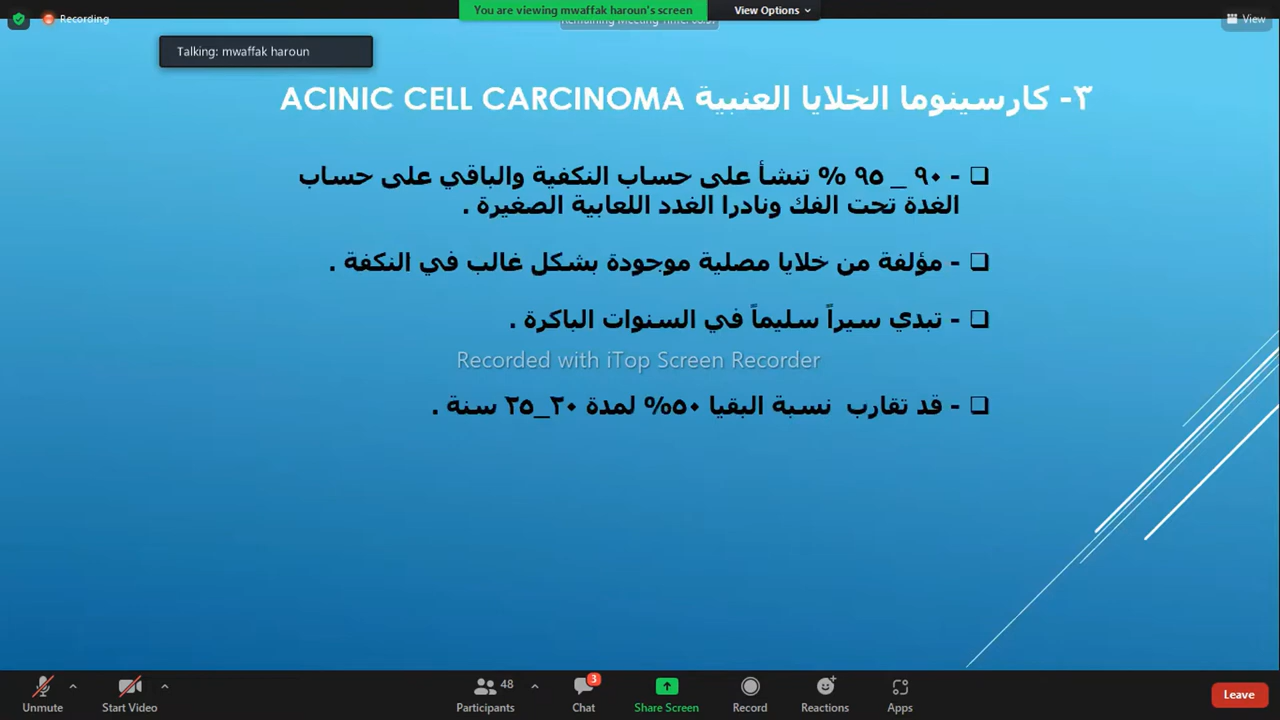 You are viewing mwaffak haroun's screen
View Options
Recording
View
Talking: mwaffak haroun
٣- كارسينوما الخلايا العنبية ACINIC CELL CARCINOMA
❑ - ٩٠ _ ٩٥ % تنشأ على حساب النكفية والباقي على حساب
الغدة تحت الفك ونادرا الغدد اللعابية الصغيرة .
❑ - مؤلفة من خلايا مصلية موجودة بشكل غالب في النكفة .
❑ - تبدي سيراً سليماً في السنوات الباكرة .
Recorded with iTop Screen Recorder
❑ - قد تقارب نسبة البقيا ٥٠% لمدة ٢٠_٢٥ سنة .
48
3
Unmute
Start Video
Participants
Chat
Share Screen
Record
Reactions
Apps
Leave